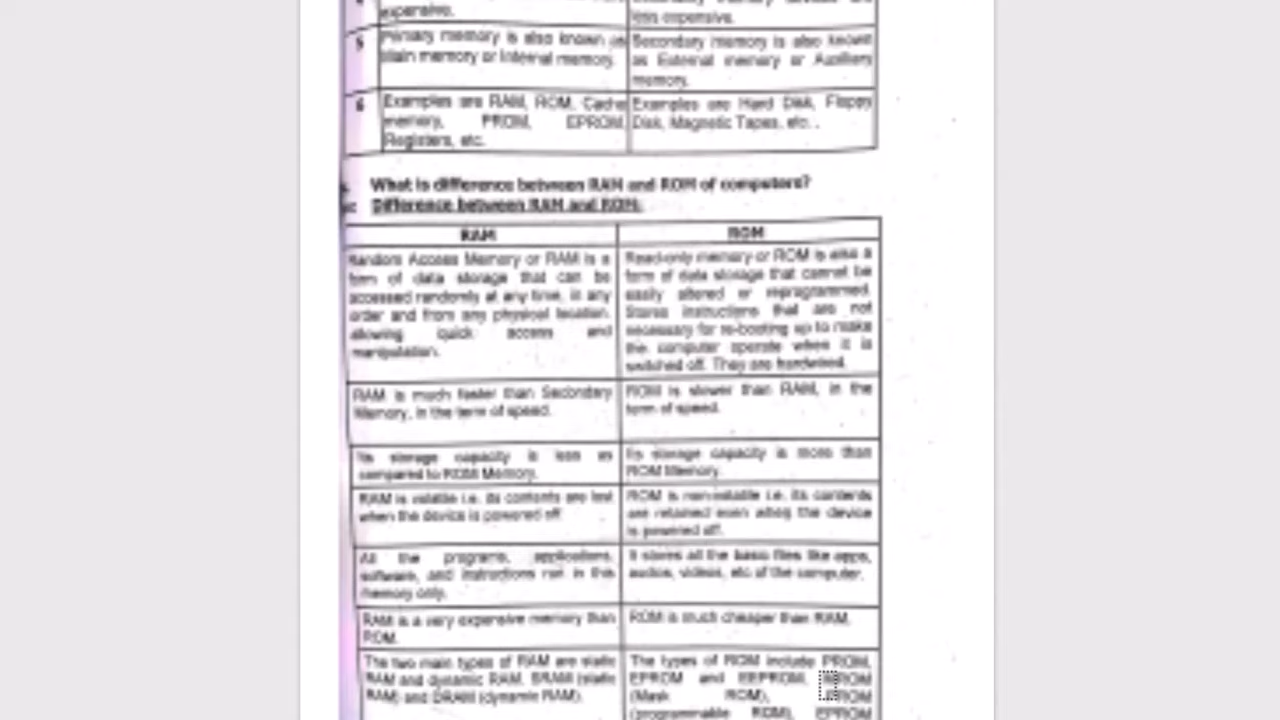 expensive.
less expensive.
5
Primary memory is also known as
Main memory or Internal memory.
Secondary memory is also known
as External memory or Auxiliary
memory.
6
Examples are RAM, ROM, Cache
memory, PROM, EPROM,
Registers, etc.
Examples are Hard Disk, Floppy
Disk, Magnetic Tapes, etc. .
What is difference between RAM and ROM of computers?
Difference between RAM and ROM:
RAM
ROM
Random Access Memory or RAM is a
form of data storage that can be
accessed randomly at any time, in any
order and from any physical location,
allowing quick access and
manipulation.
Read-only memory or ROM is also a
form of data storage that cannot be
easily altered or reprogrammed.
Stores instructions that are not
necessary for re-booting up to make
the computer operate when it is
switched off. They are hardwired.
RAM is much faster than Secondary
Memory, in the term of speed.
ROM is slower than RAM, in the
term of speed.
Its storage capacity is less as
compared to ROM Memory.
Its storage capacity is more than
ROM Memory.
RAM is volatile i.e. its contents are lost
when the device is powered off
ROM is non-volatile i.e. its contents
are retained even when the device
is powered off.
All the programs, applications,
software, and instructions run in this
memory only.
It stores all the basic files like apps,
audios, videos, etc of the computer.
RAM is a very expensive memory than
ROM.
ROM is much cheaper than RAM.
The two main types of RAM are static
RAM and dynamic RAM. SRAM (static
RAM) and DRAM (dynamic RAM).
The types of ROM include PROM,
EPROM and EEPROM,
(Mask ROM),
(programmable ROM), EPROM